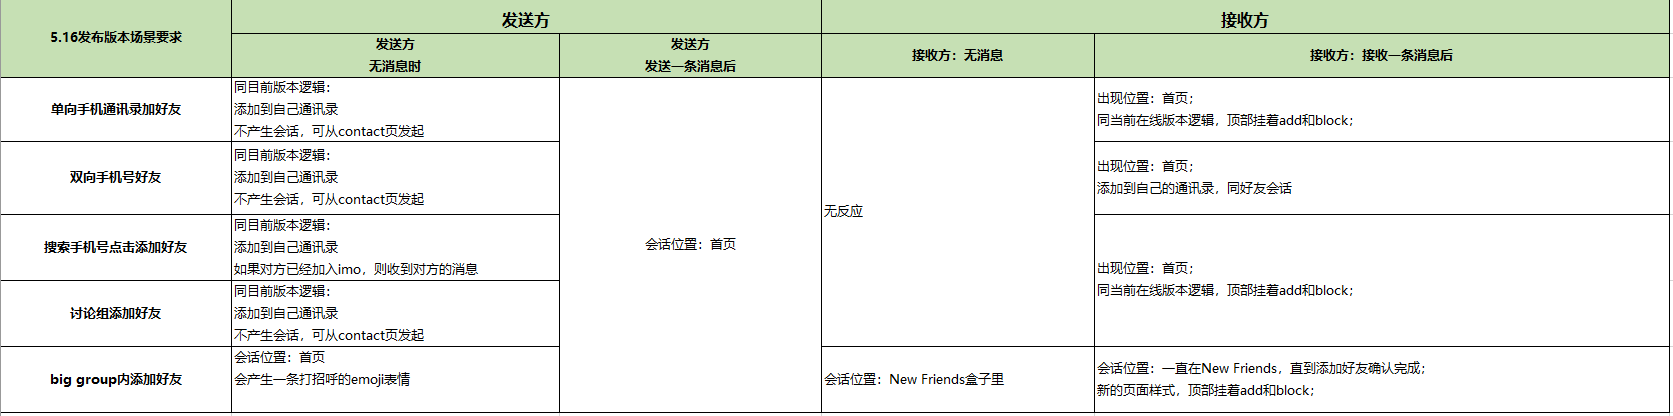 5.16发布版本场景要求
发送方
接收方
发送方
无消息时
发送方
发送一条消息后
接收方：无消息
接收方：接收一条消息后
单向手机通讯录加好友
同目前版本逻辑：
添加到自己通讯录
不产生会话，可从contact页发起
会话位置：首页
无反应
出现位置：首页；
同当前在线版本逻辑，顶部挂着add和block；
双向手机号好友
同目前版本逻辑：
添加到自己通讯录
不产生会话，可从contact页发起
出现位置：首页；
添加到自己的通讯录，同好友会话
搜索手机号点击添加好友
同目前版本逻辑：
添加到自己通讯录
如果对方已经加入imo，则收到对方的消息
出现位置：首页；
同当前在线版本逻辑，顶部挂着add和block；
讨论组添加好友
同目前版本逻辑：
添加到自己通讯录
不产生会话，可从contact页发起
big group内添加好友
会话位置：首页
会产生一条打招呼的emoji表情
会话位置：New Friends盒子里
会话位置：一直在New Friends，直到添加好友确认完成；
新的页面样式，顶部挂着add和block；